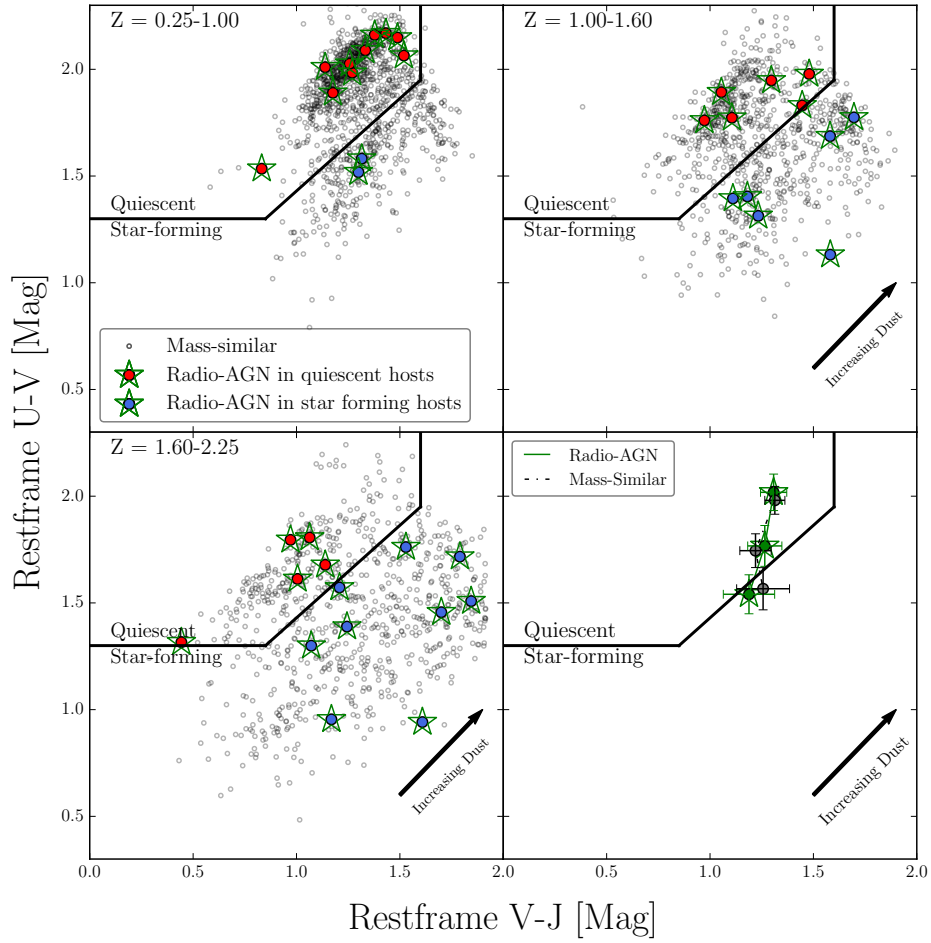 Z = 0.25-1.00
Quiescent
Star-forming
Mass-similar
Radio-AGN in quiescent hosts
Radio-AGN in star forming hosts
2.0
1.5
1.0
0.5
Z = 1.00-1.60
Quiescent
Star-forming
Increasing Dust
Z = 1.60-2.25
Quiescent
Star-forming
Increasing Dust
2.0
1.5
1.0
0.5
0.0
0.5
1.0
1.5
2.0
Radio-AGN
Mass-Similar
Quiescent
Star-forming
Increasing Dust
1.0
1.5
2.0
Restframe U-V [Mag]
Restframe V-J [Mag]